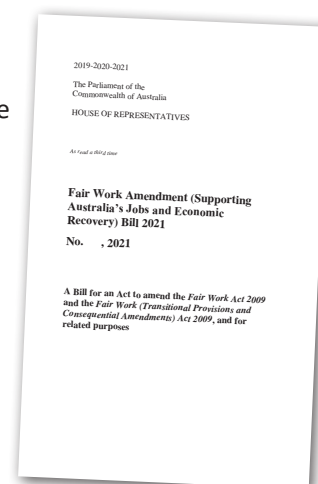 e
2019-2020-2021
The Parliament of the
Commonwealth of Australia
HOUSE OF REPRESENTATIVES
As read a third time
Fair Work Amendment (Supporting
Australia's Jobs and Economic
Recovery) Bill 2021
No. , 2021
A Bill for an Act to amend the Fair Work Act 2009
and the Fair Work (Transitional Provisions and
Consequential Amendments) Act 2009, and for
related purposes